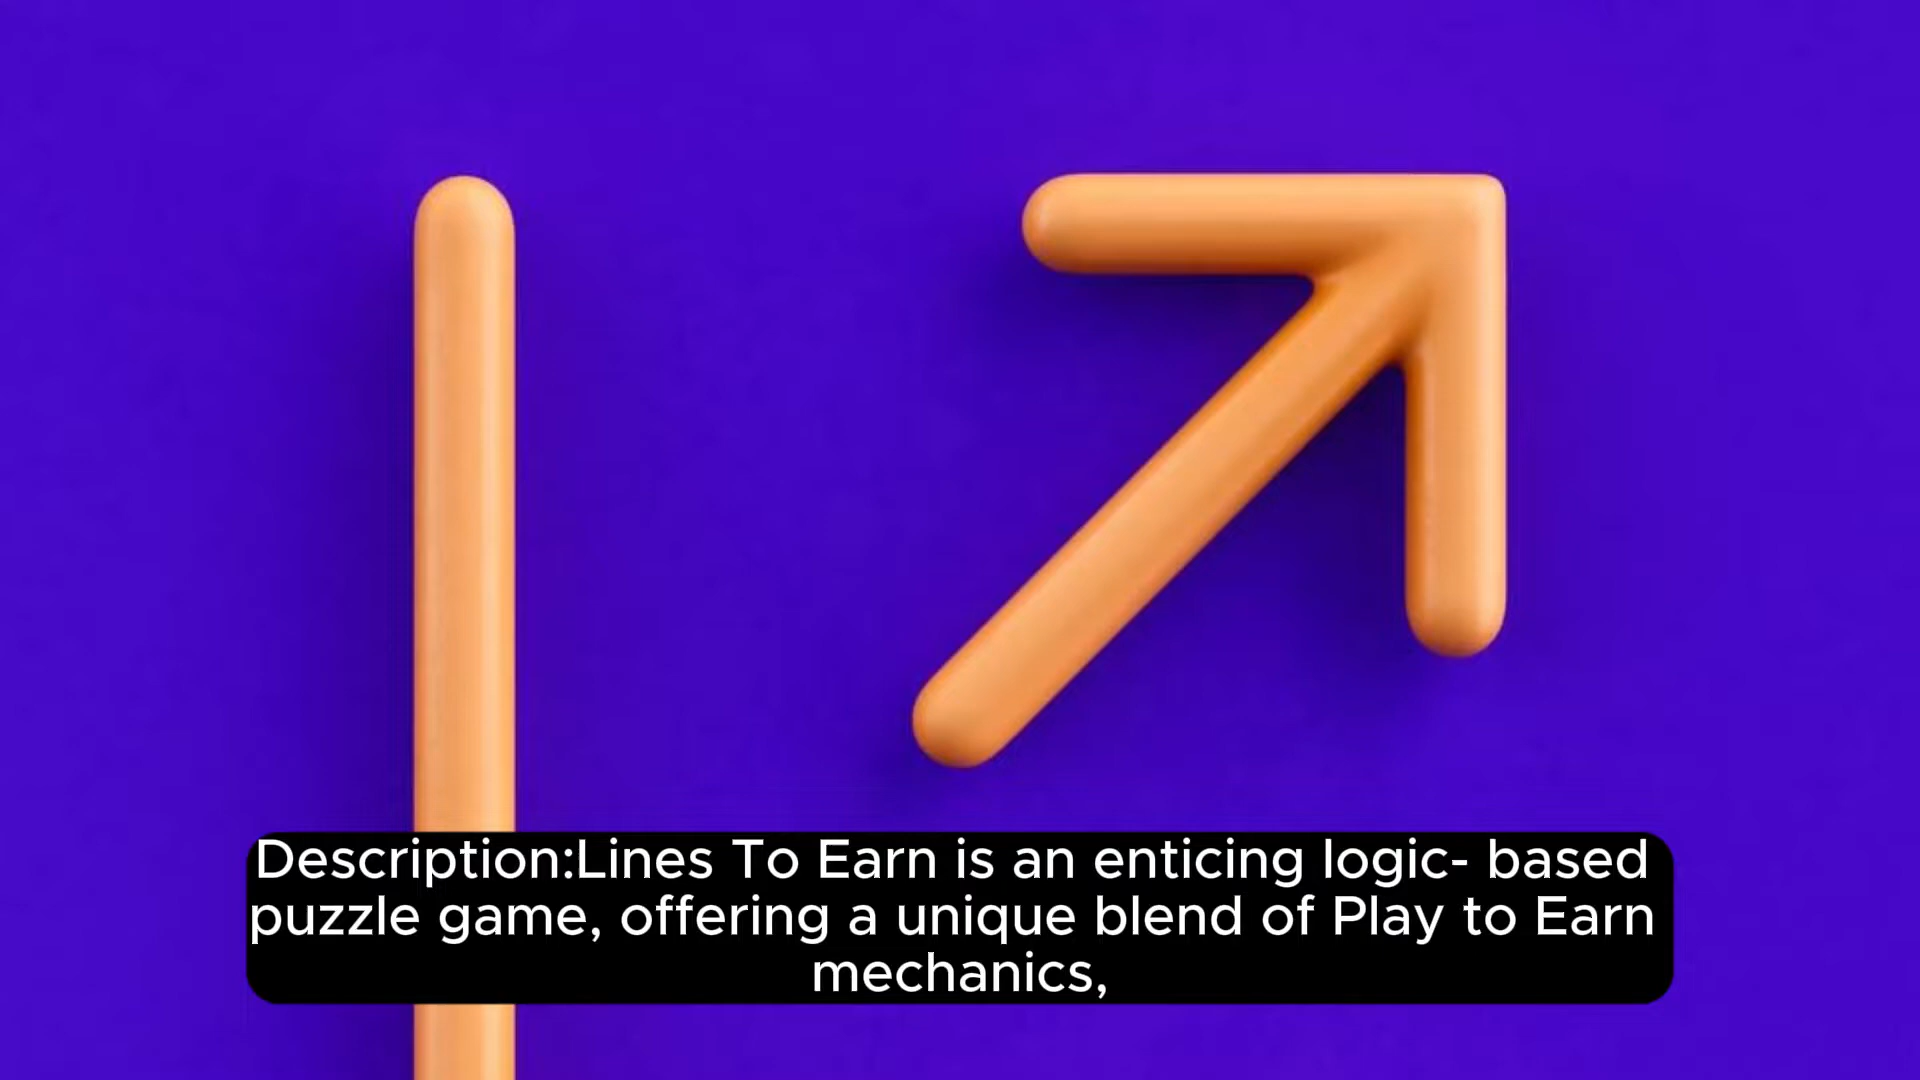 Description:Lines To Earn is an enticing logic- based
puzzle game, offering a unique blend of Play to Earn
mechanics,